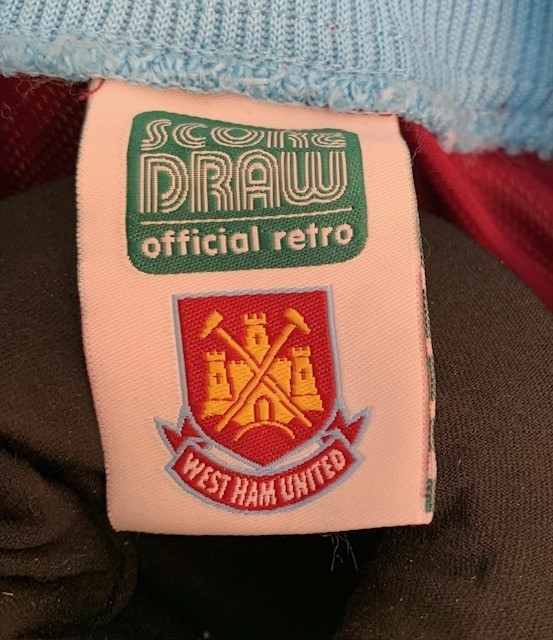 SCORE
DRAW
official retro
WEST HAM UNITED